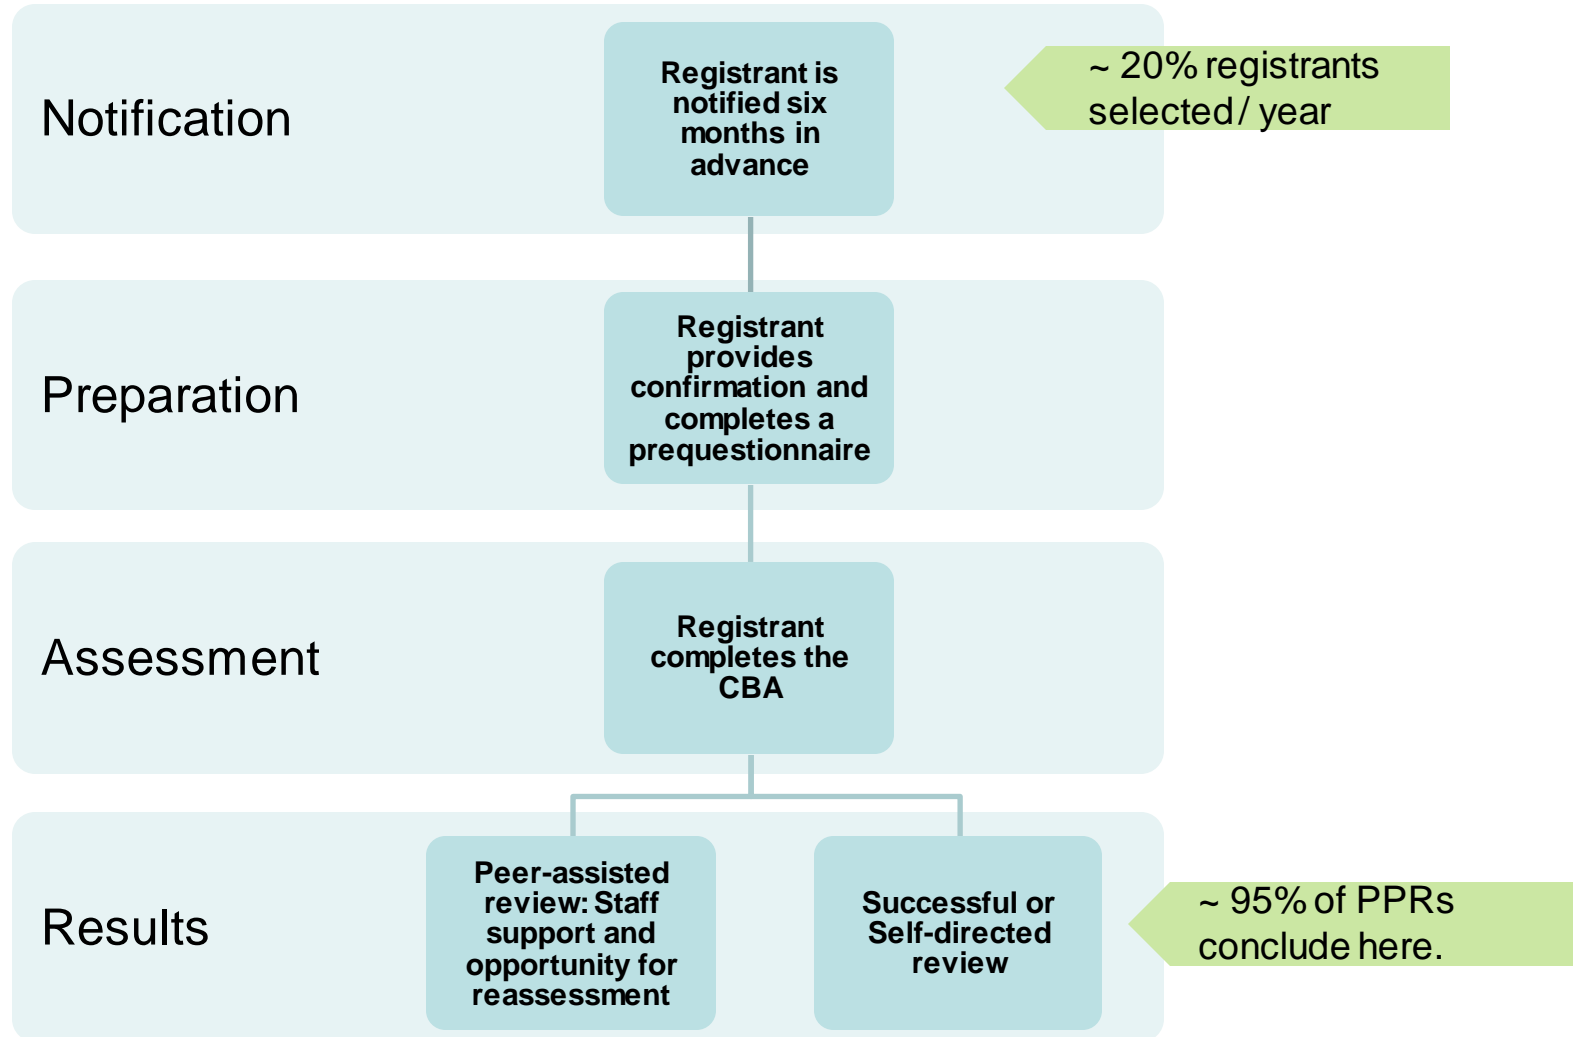 Notification
Registrant is
notified six
months in
advance
~ 20% registrants
selected / year
Preparation
Registrant
provides
confirmation and
completes a
prequestionnaire
Assessment
Registrant
completes the
CBA
Results
Peer-assisted
review: Staff
support and
opportunity for
reassessment
Successful or
Self-directed
review
~ 95% of PPRs
conclude here.